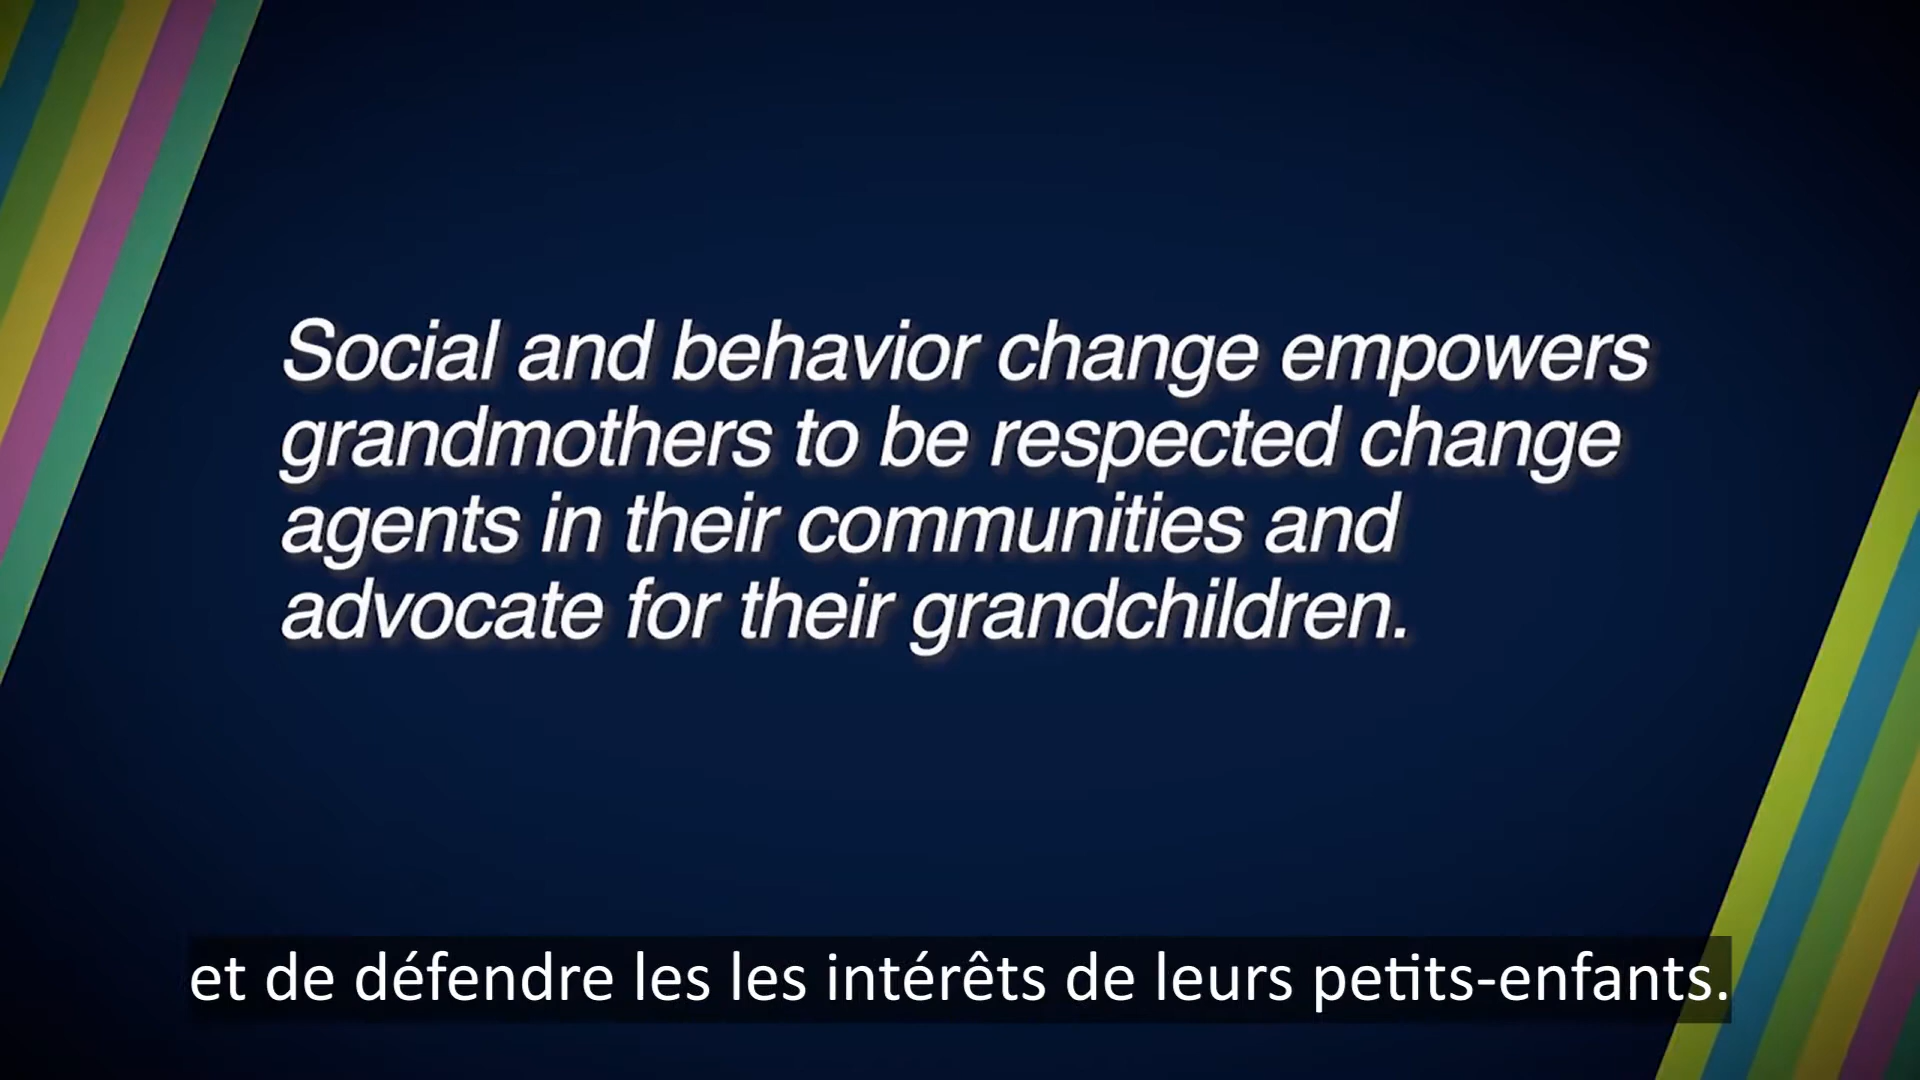 Social and behavior change empowers
grandmothers to be respected change
agents in their communities and
advocate for their grandchildren.
et de défendre les les intérêts de leurs petits-enfants.